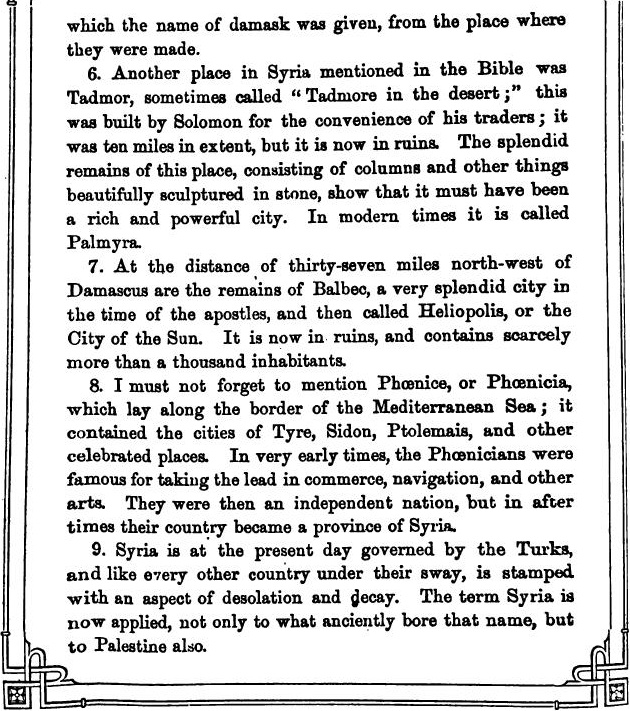 which the name of damask was given, from the place where
they were made.
6. Another place in Syria mentioned in the Bible was
Tadmor, sometimes called “Tadmore in the desert;” this
was built by Solomon for the convenience of his traders; it
was ten miles in extent, but it is now in ruins. The splendid
remains of this place, consisting of columns and other things
beautifully sculptured in stone, show that it must have been
a rich and powerful city. In modern times it is called
Palmyra.
7. At the distance of thirty-seven miles north-west of
Damascus are the remains of Balbec, a very splendid city in
the time of the apostles, and then called Heliopolis, or the
City of the Sun. It is now in ruins, and contains scarcely
more than a thousand inhabitants.
8. I must not forget to mention Phœnice, or Phœnicia,
which lay along the border of the Mediterranean Sea; it
contained the cities of Tyre, Sidon, Ptolemais, and other
celebrated places. In very early times, the Phœnicians were
famous for taking the lead in commerce, navigation, and other
arts. They were then an independent nation, but in after
times their country became a province of Syria.
9. Syria is at the present day governed by the Turks,
and like every other country under their sway, is stamped
with an aspect of desolation and decay. The term Syria is
now applied, not only to what anciently bore that name, but
to Palestine also.